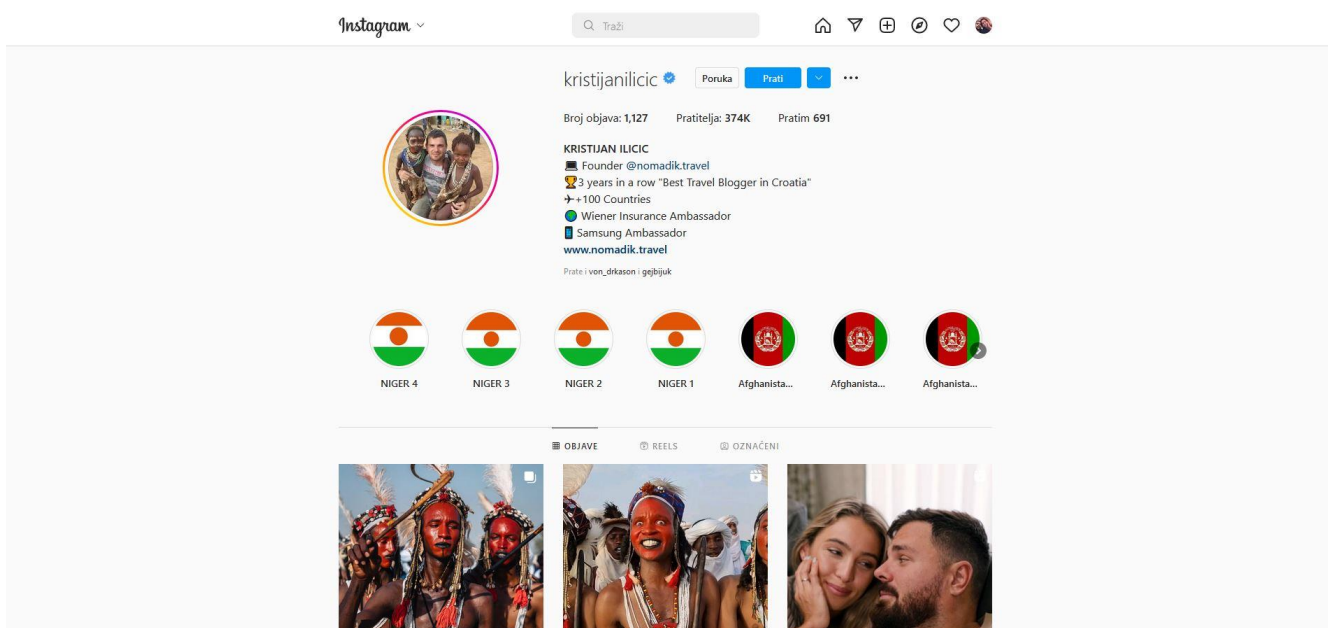 Instagram
Traži
kristijanilicic
Poruka
Prati
Broj objava: 1,127 Pratitelja: 374K Pratim 691
KRISTIJAN ILICIC
Founder @nomadik.travel
3 years in a row "Best Travel Blogger in Croatia"
+100 Countries
Wiener Insurance Ambassador
Samsung Ambassador
www.nomadik.travel
Prate i von_drkason i gejbijuk
NIGER 4 NIGER 3 NIGER 2 NIGER 1 Afghanista... Afghanista... Afghanista...
OBJAVE REELS OZNAČENI